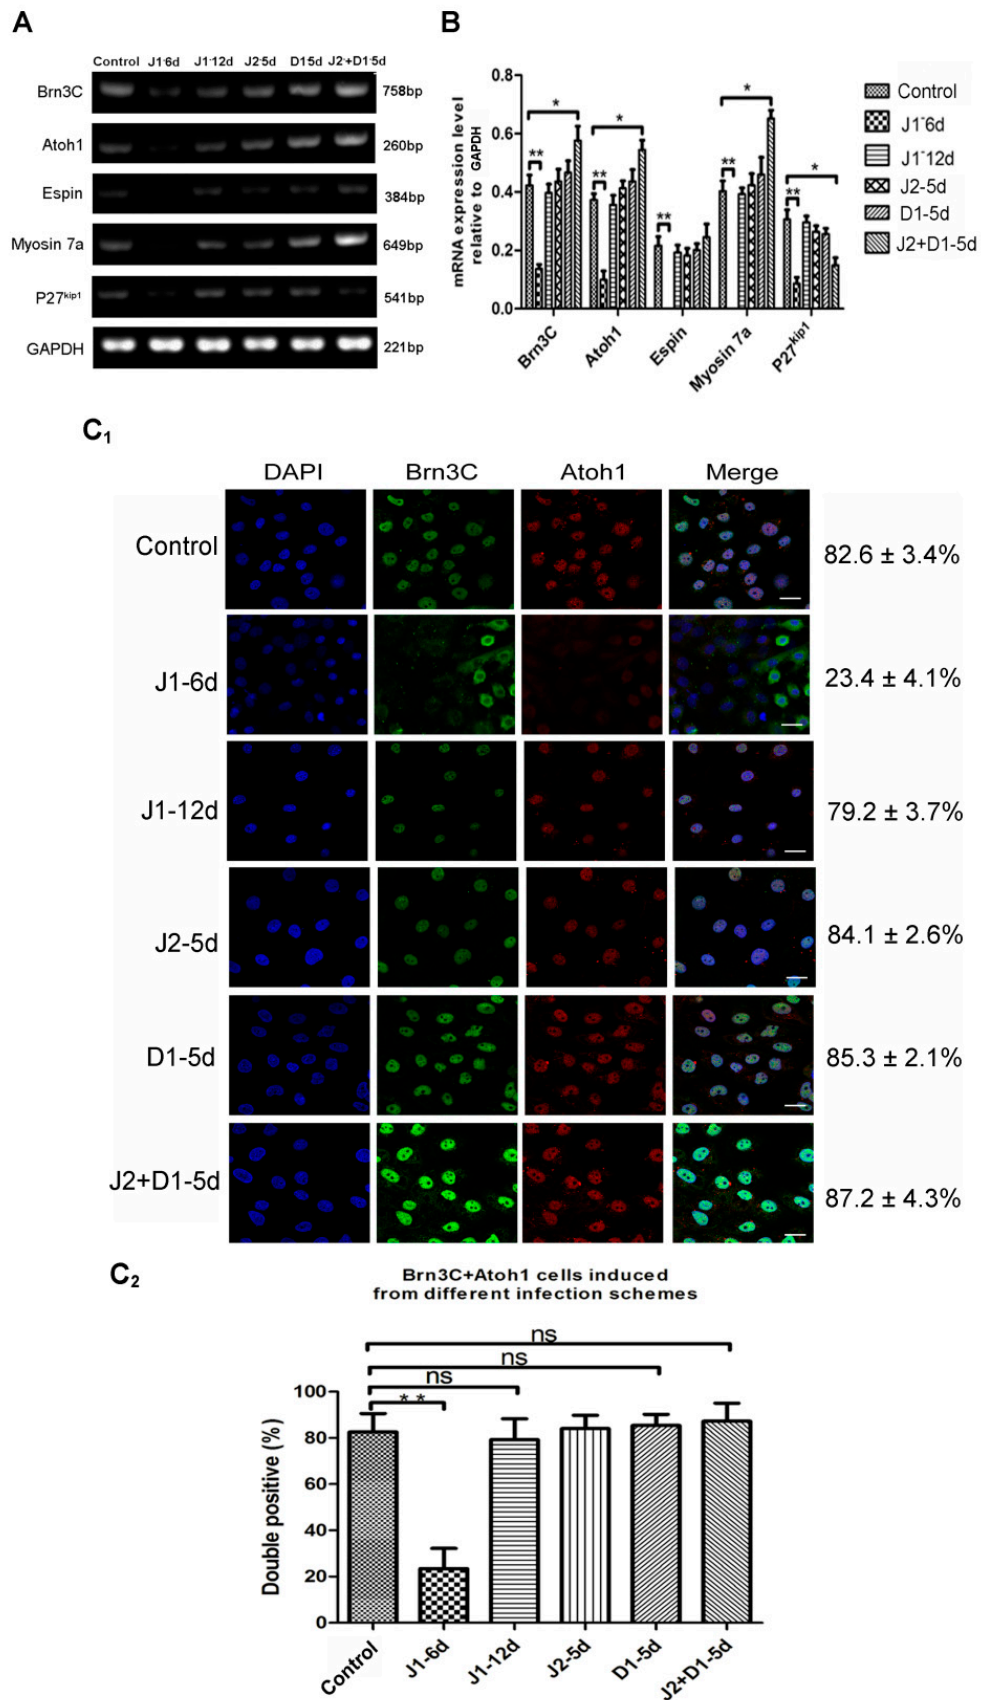 A
Control J1-6d J1-12d J2-5d D1-5d J2+D1-5d
Brn3C 758bp
Atoh1 260bp
Espin 384bp
Myosin 7a 649bp
P27kip1 541bp
GAPDH 221bp
B
mRNA expression level
relative to GAPDH
0.8
0.6
0.4
0.2
0.0
* ** * ** ** * ** * **
Brn3C Atoh1 Espin Myosin 7a P27kip1
Control
J1-6d
J1-12d
J2-5d
D1-5d
J2+D1-5d
C1
DAPI Brn3C Atoh1 Merge
Control 82.6 ± 3.4%
J1-6d 23.4 ± 4.1%
J1-12d 79.2 ± 3.7%
J2-5d 84.1 ± 2.6%
D1-5d 85.3 ± 2.1%
J2+D1-5d 87.2 ± 4.3%
C2
Brn3C+Atoh1 cells induced
from different infection schemes
ns
ns
ns
**
Double positive (%)
100
80
60
40
20
0
Control J1-6d J1-12d J2-5d D1-5d J2+D1-5d